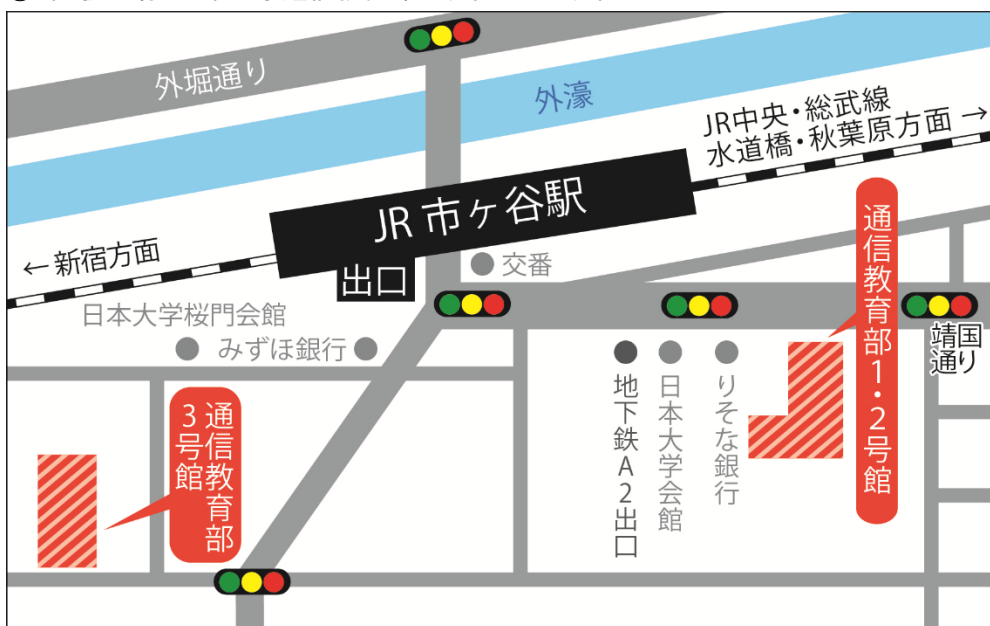 外堀通り
外濠
JR中央・総武線
水道橋・秋葉原方面→
JR市ヶ谷駅
←新宿方面
出口
交番
日本大学桜門会館
みずほ銀行
靖国
通り
通信教育部
3号館
地下鉄A2出口
日本大学会館
りそな銀行
通信教育部1・2号館